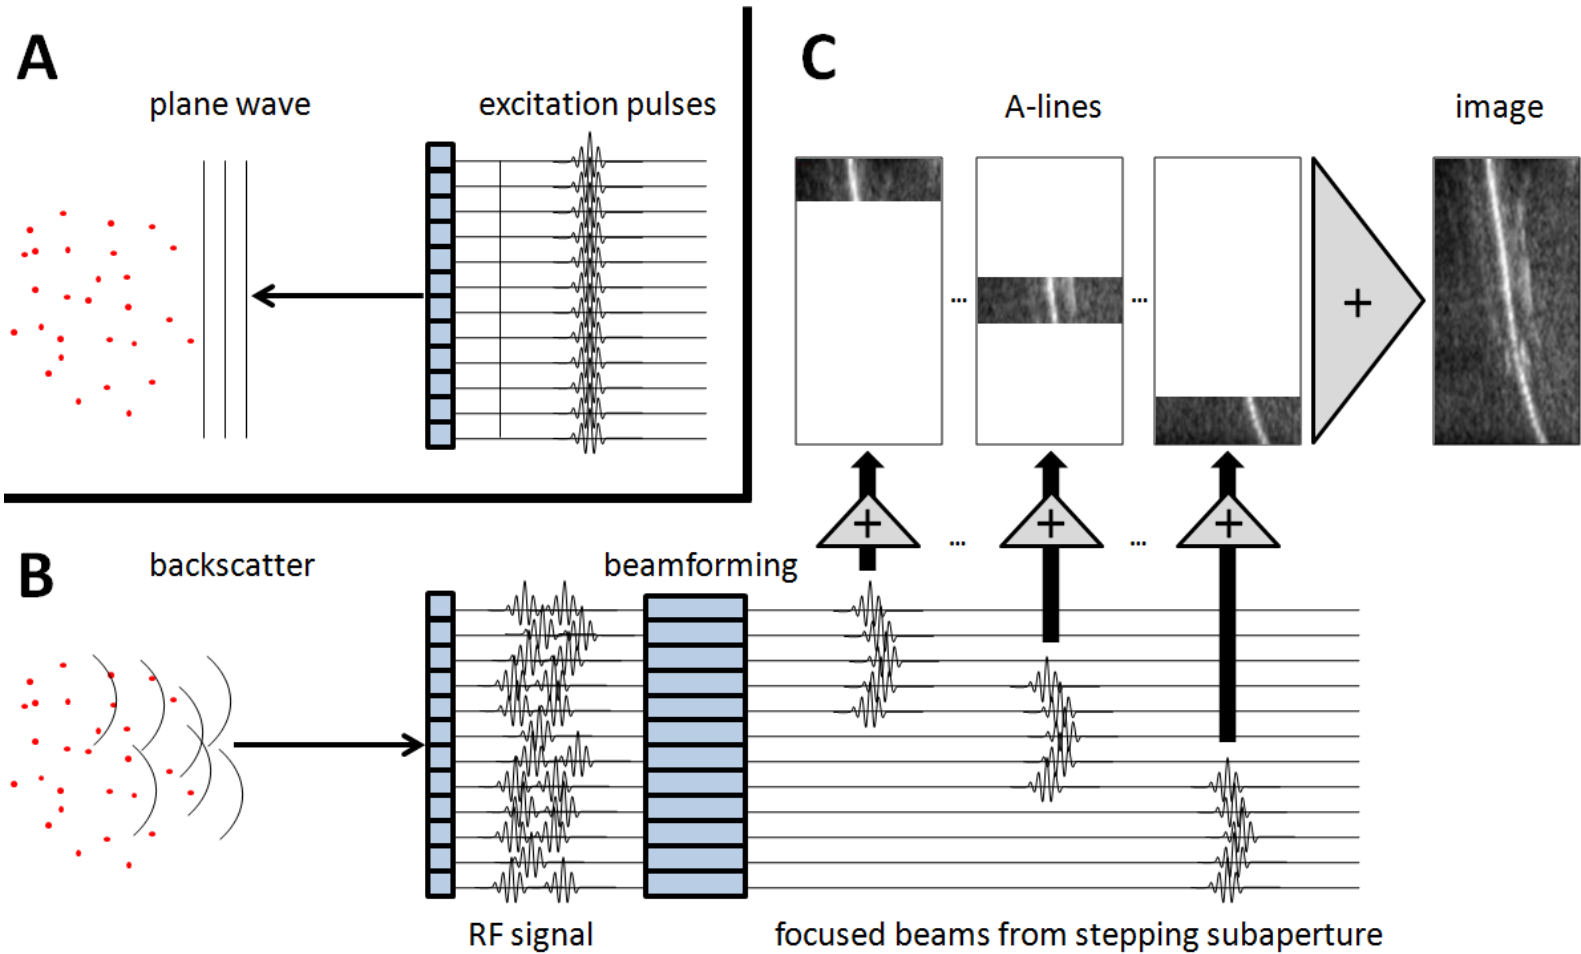 A
plane wave
excitation pulses
C
A-lines
image
...
...
+
+
+
+
...
...
B
backscatter
beamforming
RF signal
focused beams from stepping subaperture